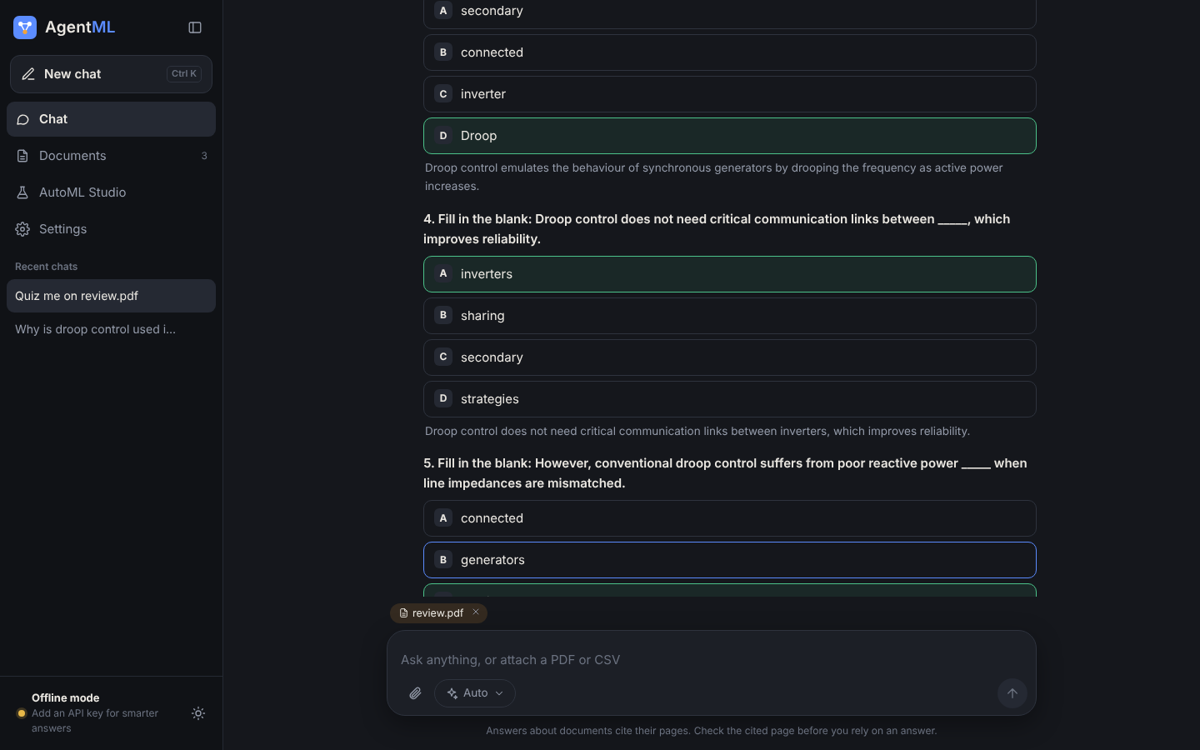 AgentML
New chat
Ctrl K
Chat
Documents
3
AutoML Studio
Settings
Recent chats
Quiz me on review.pdf
Why is droop control used i...
Offline mode
Add an API key for smarter
answers
A secondary
B connected
C inverter
D Droop
Droop control emulates the behaviour of synchronous generators by drooping the frequency as active power
increases.
4. Fill in the blank: Droop control does not need critical communication links between _____, which
improves reliability.
A inverters
B sharing
C secondary
D strategies
Droop control does not need critical communication links between inverters, which improves reliability.
5. Fill in the blank: However, conventional droop control suffers from poor reactive power _____ when
line impedances are mismatched.
A connected
B generators
review.pdf ×
Ask anything, or attach a PDF or CSV
Auto
Answers about documents cite their pages. Check the cited page before you rely on an answer.